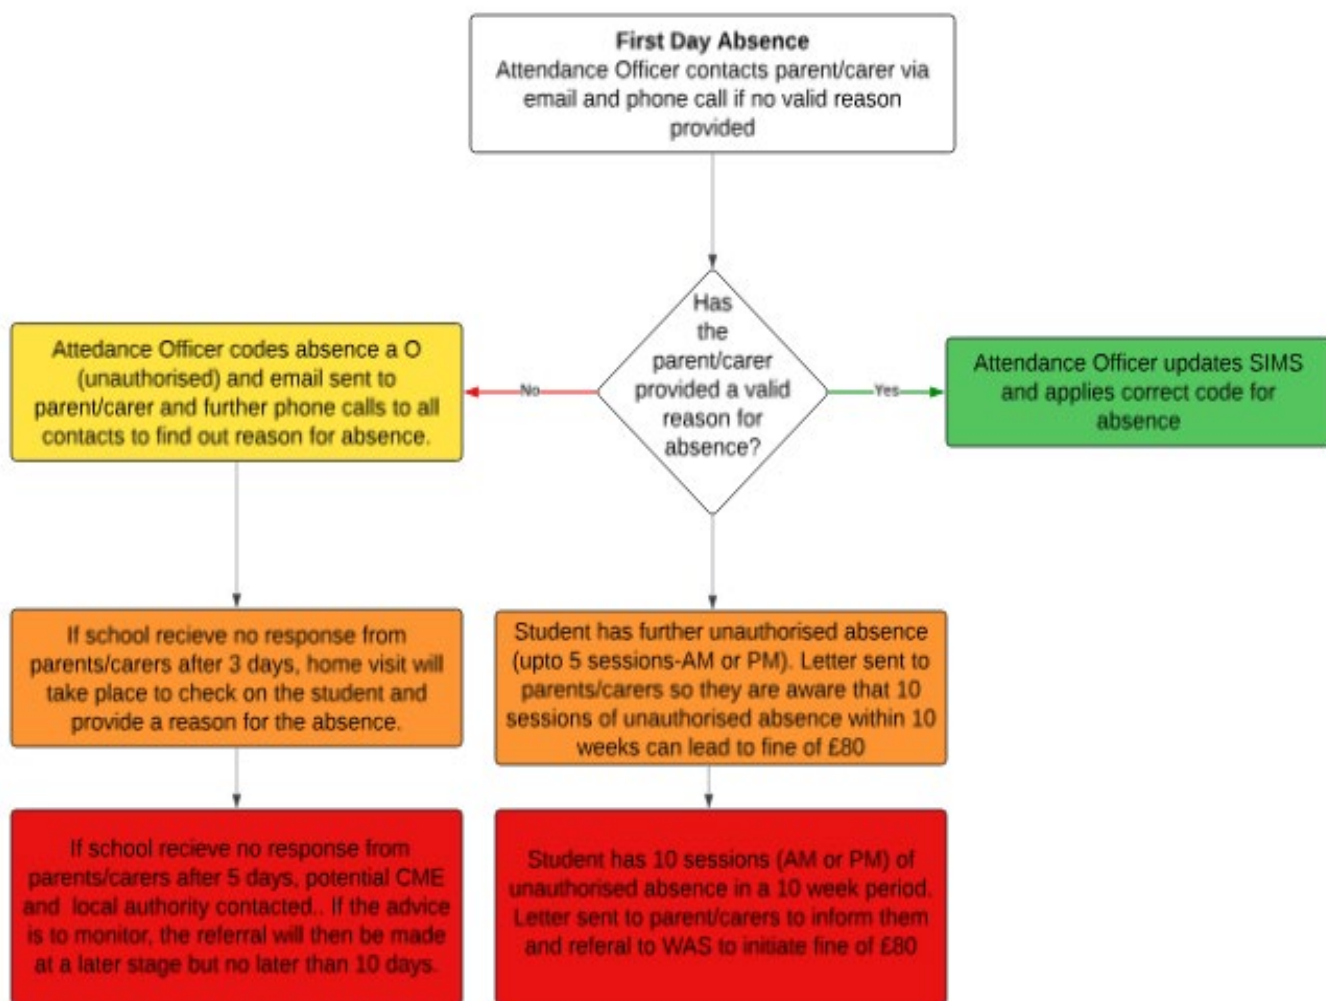 First Day Absence
Attendance Officer contacts parent/carer via
email and phone call if no valid reason
provided
Has
the
parent/carer
provided a valid
reason for
absence?
No
Yes
Attedance Officer codes absence a O
(unauthorised) and email sent to
parent/carer and further phone calls to all
contacts to find out reason for absence.
Attendance Officer updates SIMS
and applies correct code for
absence
If school recieve no response from
parents/carers after 3 days, home visit will
take place to check on the student and
provide a reason for the absence.
Student has further unauthorised absence
(upto 5 sessions-AM or PM). Letter sent to
parents/carers so they are aware that 10
sessions of unauthorised absence within 10
weeks can lead to fine of £80
If school recieve no response from
parents/carers after 5 days, potential CME
and local authority contacted.. If the advice
is to monitor, the referral will then be made
at a later stage but no later than 10 days.
Student has 10 sessions (AM or PM) of
unauthorised absence in a 10 week period.
Letter sent to parent/carers to inform them
and referal to WAS to initiate fine of £80